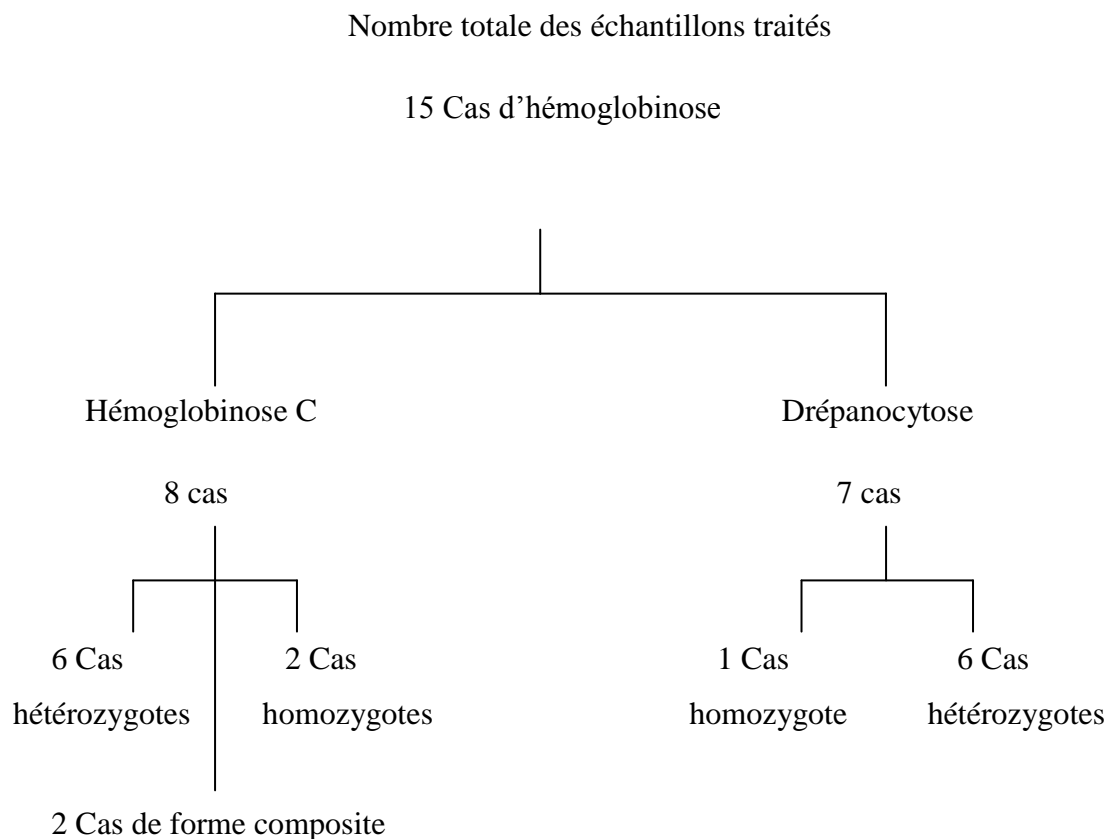 Nombre totale des échantillons traités
15 Cas d’hémoglobinose
Hémoglobinose C
Drépanocytose
8 cas
7 cas
6 Cas
2 Cas
1 Cas
6 Cas
hétérozygotes
homozygotes
homozygote
hétérozygotes
2 Cas de forme composite